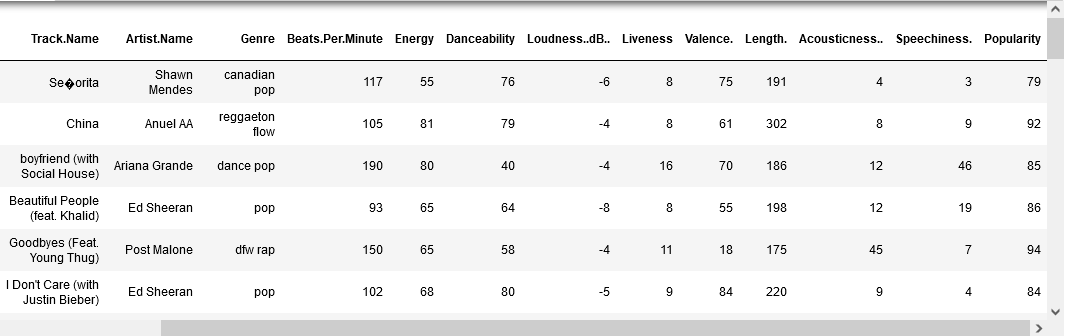 Track.Name Artist.Name Genre Beats.Per.Minute Energy Danceability Loudness..dB.. Liveness Valence. Length. Acousticness.. Speechiness. Popularity
Se�orita Shawn Mendes canadian pop 117 55 76 -6 8 75 191 4 3 79
China Anuel AA reggaeton flow 105 81 79 -4 8 61 302 8 9 92
boyfriend (with Social House) Ariana Grande dance pop 190 80 40 -4 16 70 186 12 46 85
Beautiful People (feat. Khalid) Ed Sheeran pop 93 65 64 -8 8 55 198 12 19 86
Goodbyes (Feat. Young Thug) Post Malone dfw rap 150 65 58 -4 11 18 175 45 7 94
I Don't Care (with Justin Bieber) Ed Sheeran pop 102 68 80 -5 9 84 220 9 4 84